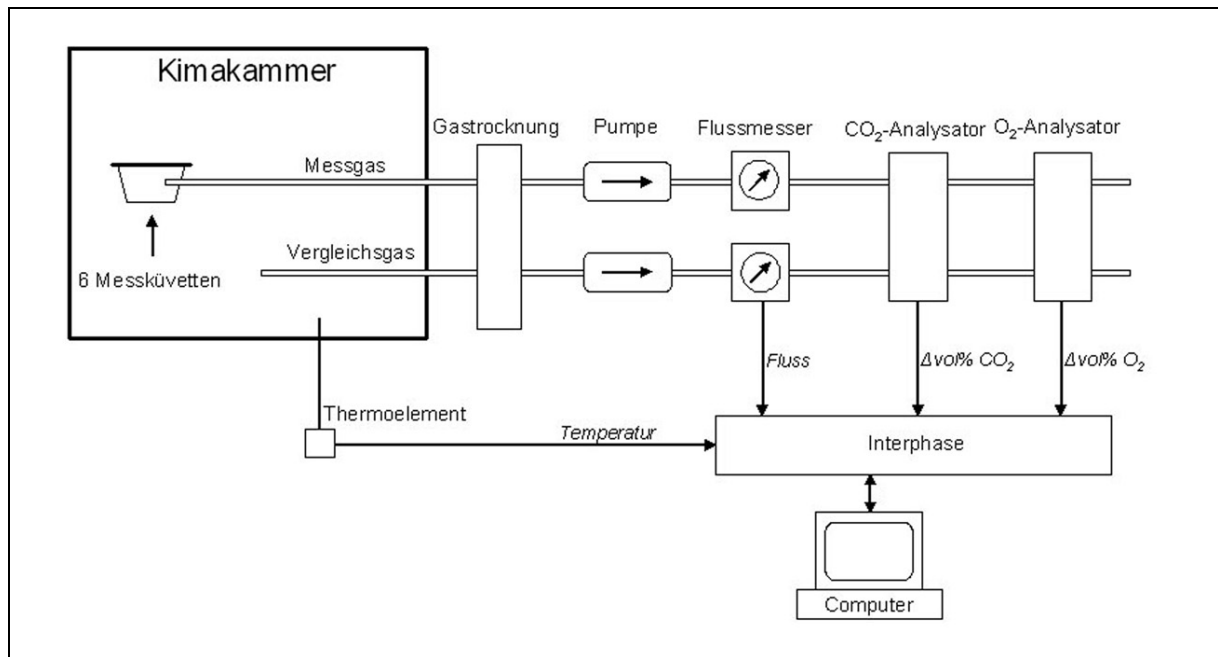 Kimakammer
Gastrocknung
Pumpe
Flussmesser
CO₂-Analysator
O₂-Analysator
Messgas
Vergleichsgas
6 Messküvetten
Fluss
Δvol% CO₂
Δvol% O₂
Thermoelement
Temperatur
Interphase
Computer